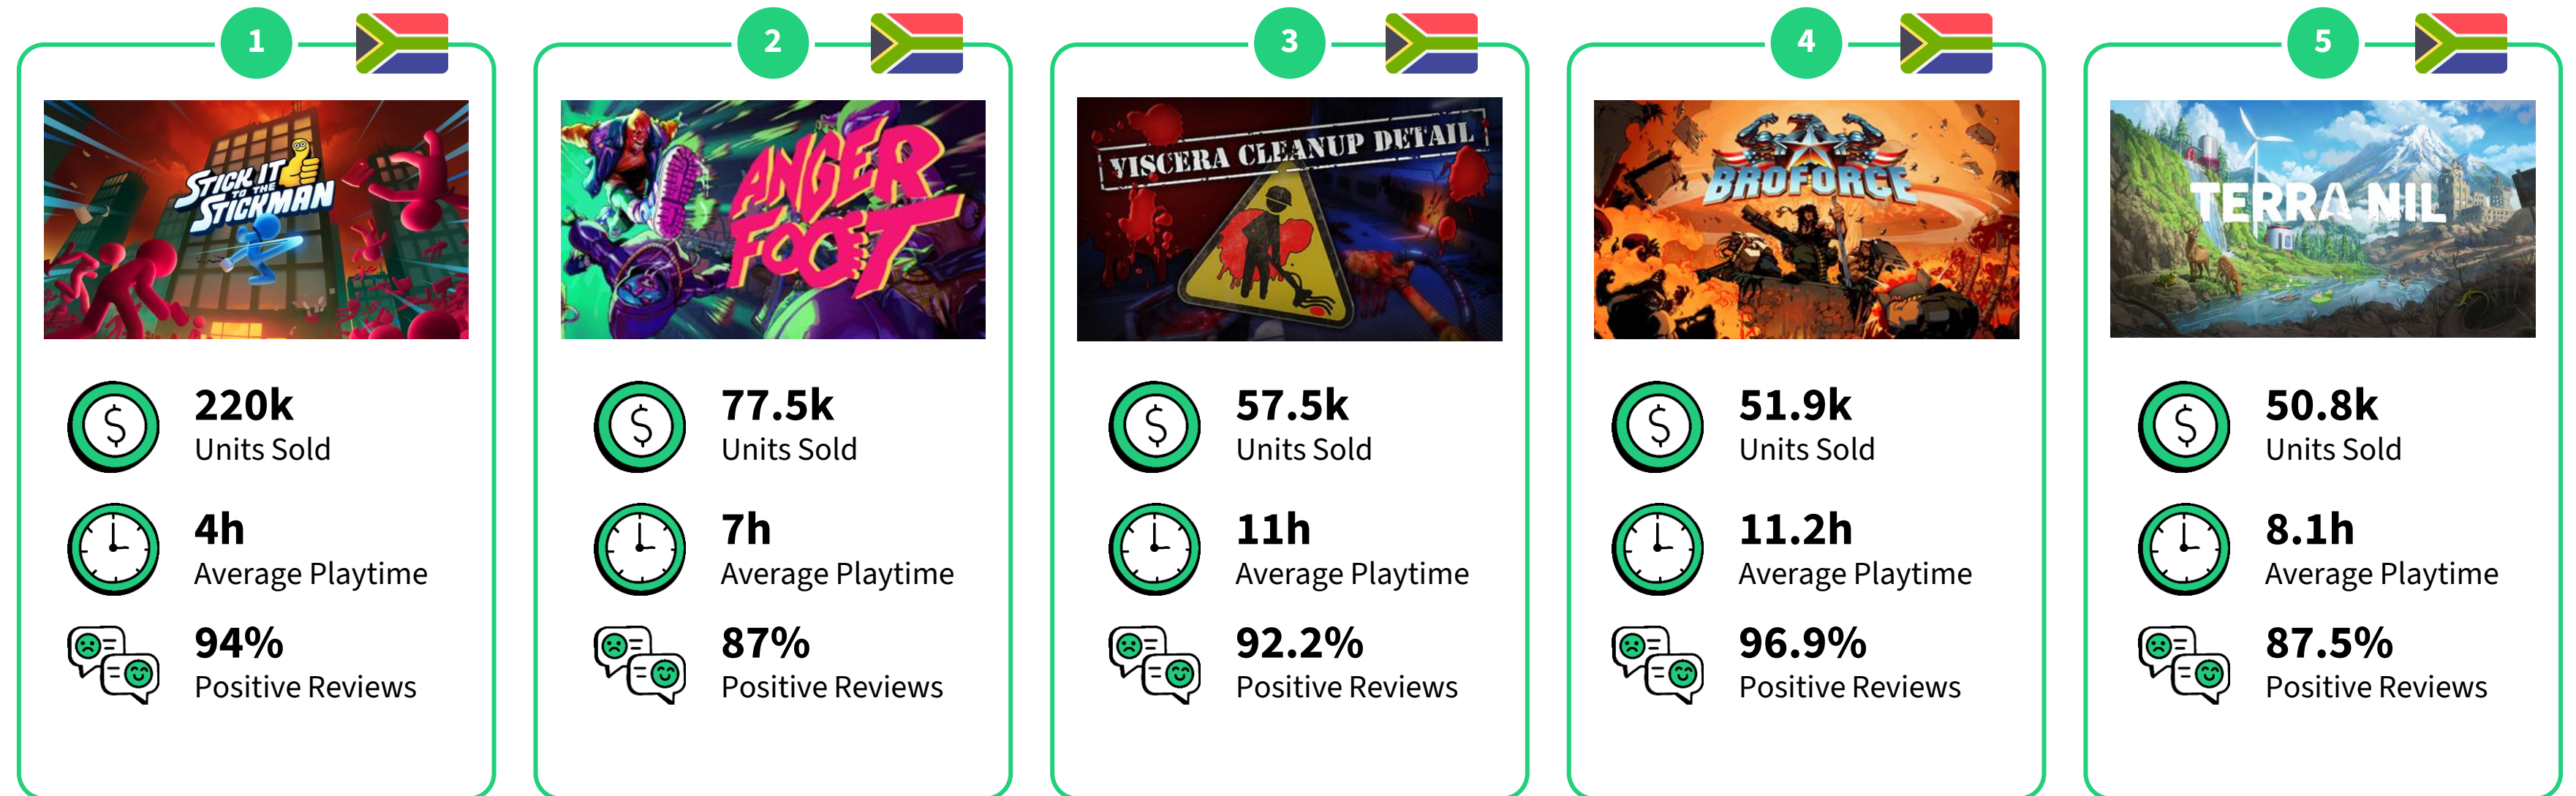 1
STICK IT
TO THE
STICKMAN
220k
Units Sold
4h
Average Playtime
94%
Positive Reviews
2
ANGER
FOOT
77.5k
Units Sold
7h
Average Playtime
87%
Positive Reviews
3
VISCERA CLEANUP DETAIL
57.5k
Units Sold
11h
Average Playtime
92.2%
Positive Reviews
4
BROFORCE
51.9k
Units Sold
11.2h
Average Playtime
96.9%
Positive Reviews
5
TERRA NIL
50.8k
Units Sold
8.1h
Average Playtime
87.5%
Positive Reviews